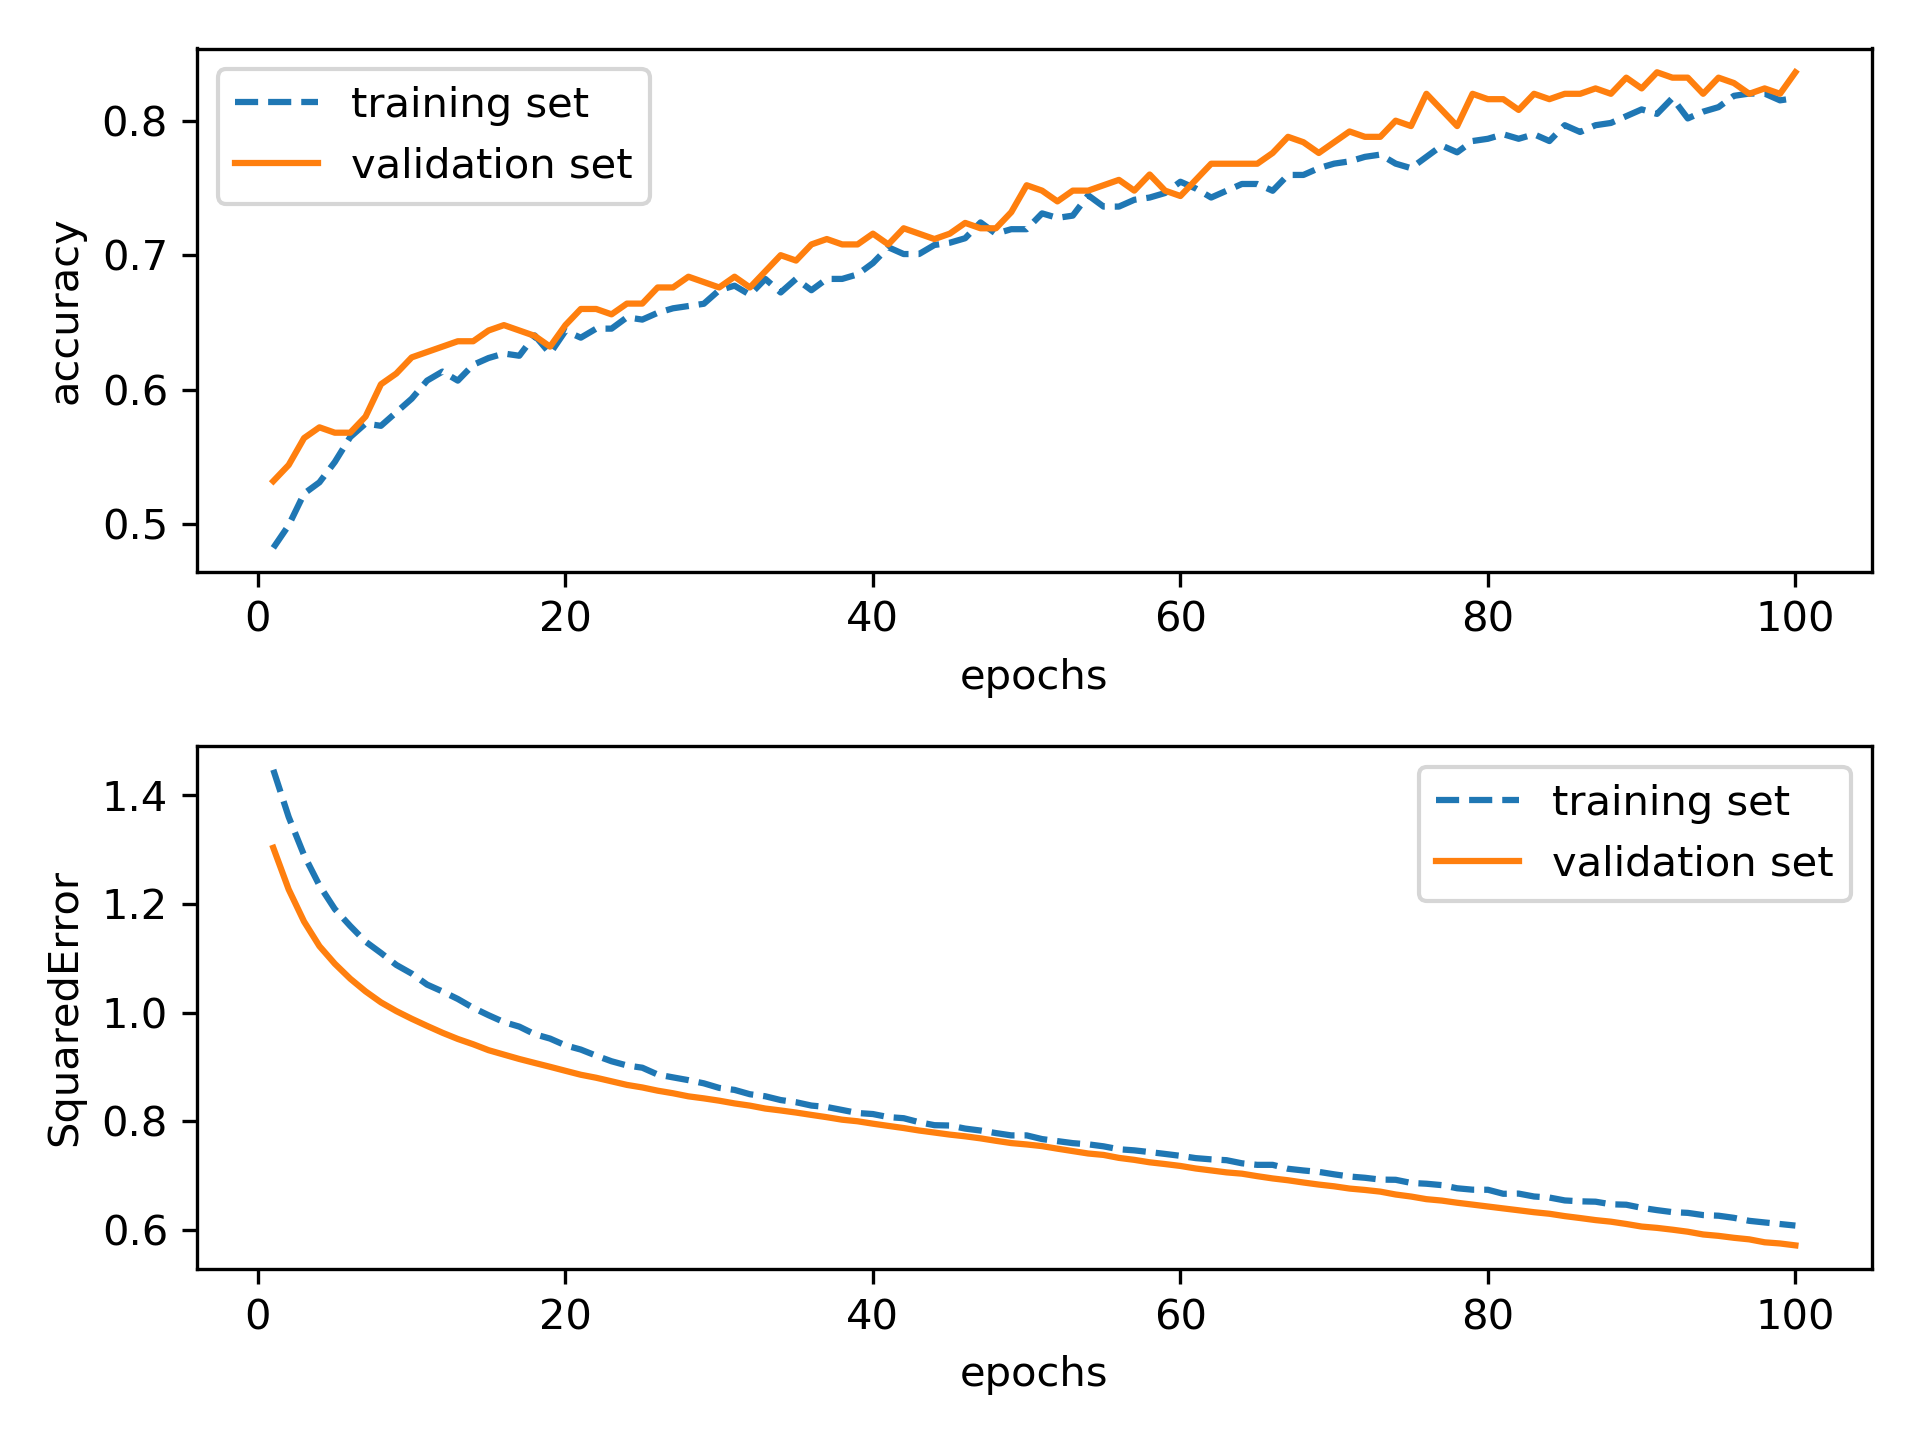 training set
validation set
0.8
0.7
0.6
0.5
accuracy
0 20 40 60 80 100
epochs
training set
validation set
1.4
1.2
1.0
0.8
0.6
SquaredError
0 20 40 60 80 100
epochs